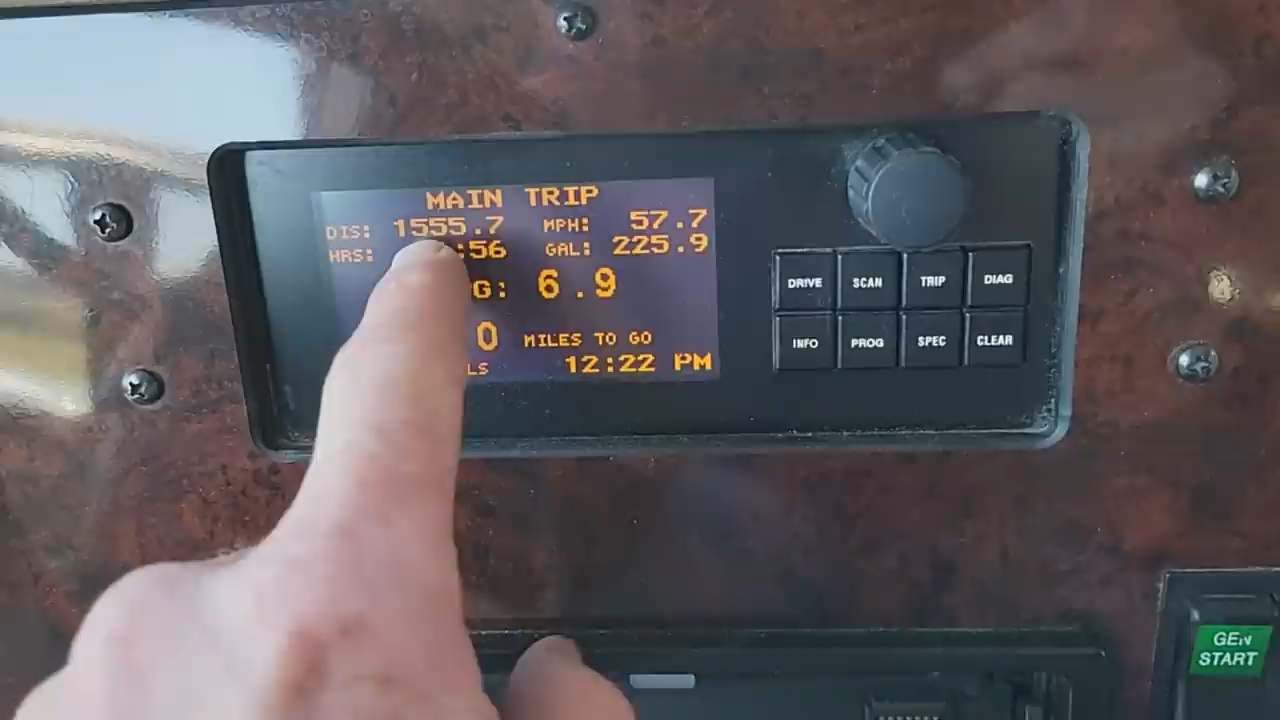 MAIN TRIP
DIS: 1555.7 MPH: 57.7
HRS: :56 GAL: 225.9
G: 6.9
0 MILES TO GO
LS 12:22 PM
DRIVE SCAN TRIP DIAG
INFO PROG SPEC CLEAR
GEN
START